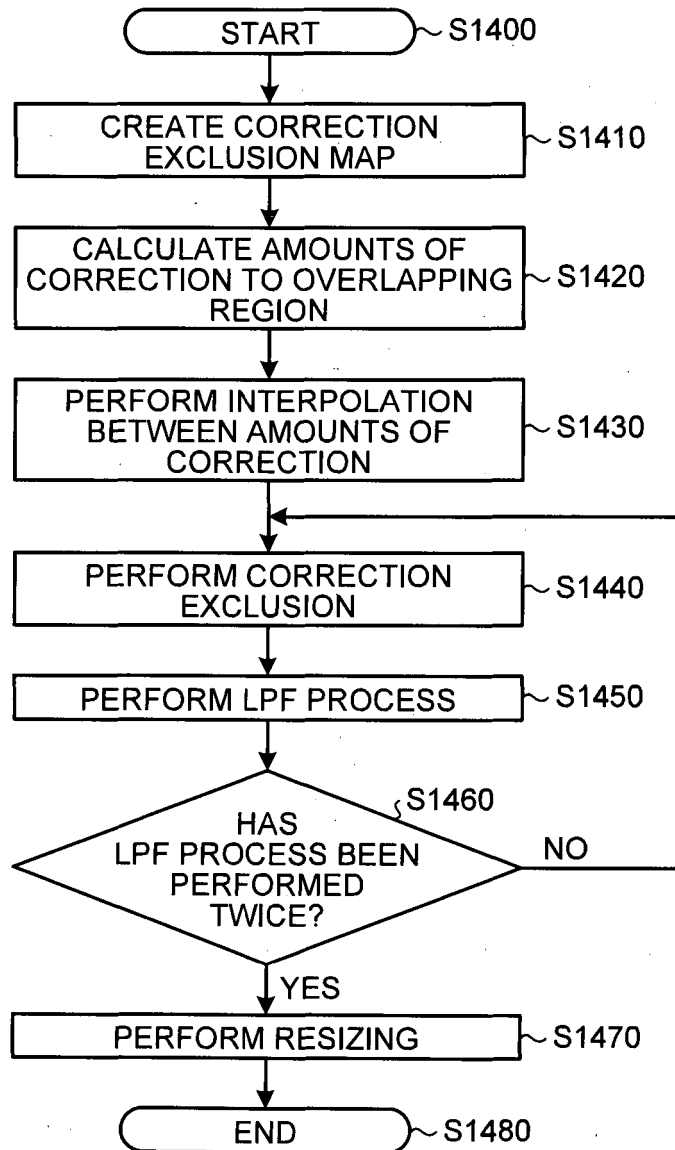 START
S1400
CREATE CORRECTION
EXCLUSION MAP
S1410
CALCULATE AMOUNTS OF
CORRECTION TO OVERLAPPING
REGION
S1420
PERFORM INTERPOLATION
BETWEEN AMOUNTS OF
CORRECTION
S1430
PERFORM CORRECTION
EXCLUSION
S1440
PERFORM LPF PROCESS
S1450
S1460
HAS
LPF PROCESS BEEN
PERFORMED
TWICE?
NO
YES
PERFORM RESIZING
S1470
END
S1480